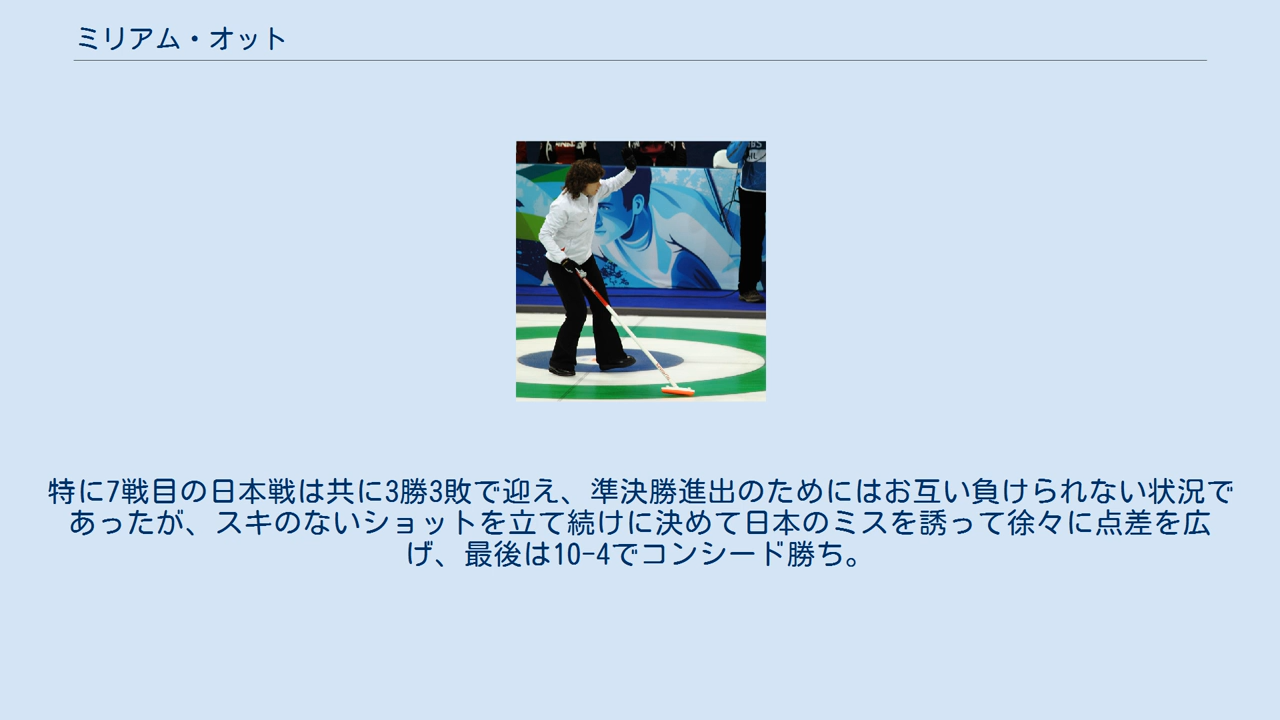 ミリアム・オット
特に7戦目の日本戦は共に3勝3敗で迎え、準決勝進出のためにはお互い負けられない状況で
あったが、スキのないショットを立て続けに決めて日本のミスを誘って徐々に点差を広
げ、最後は10-4でコンシード勝ち。